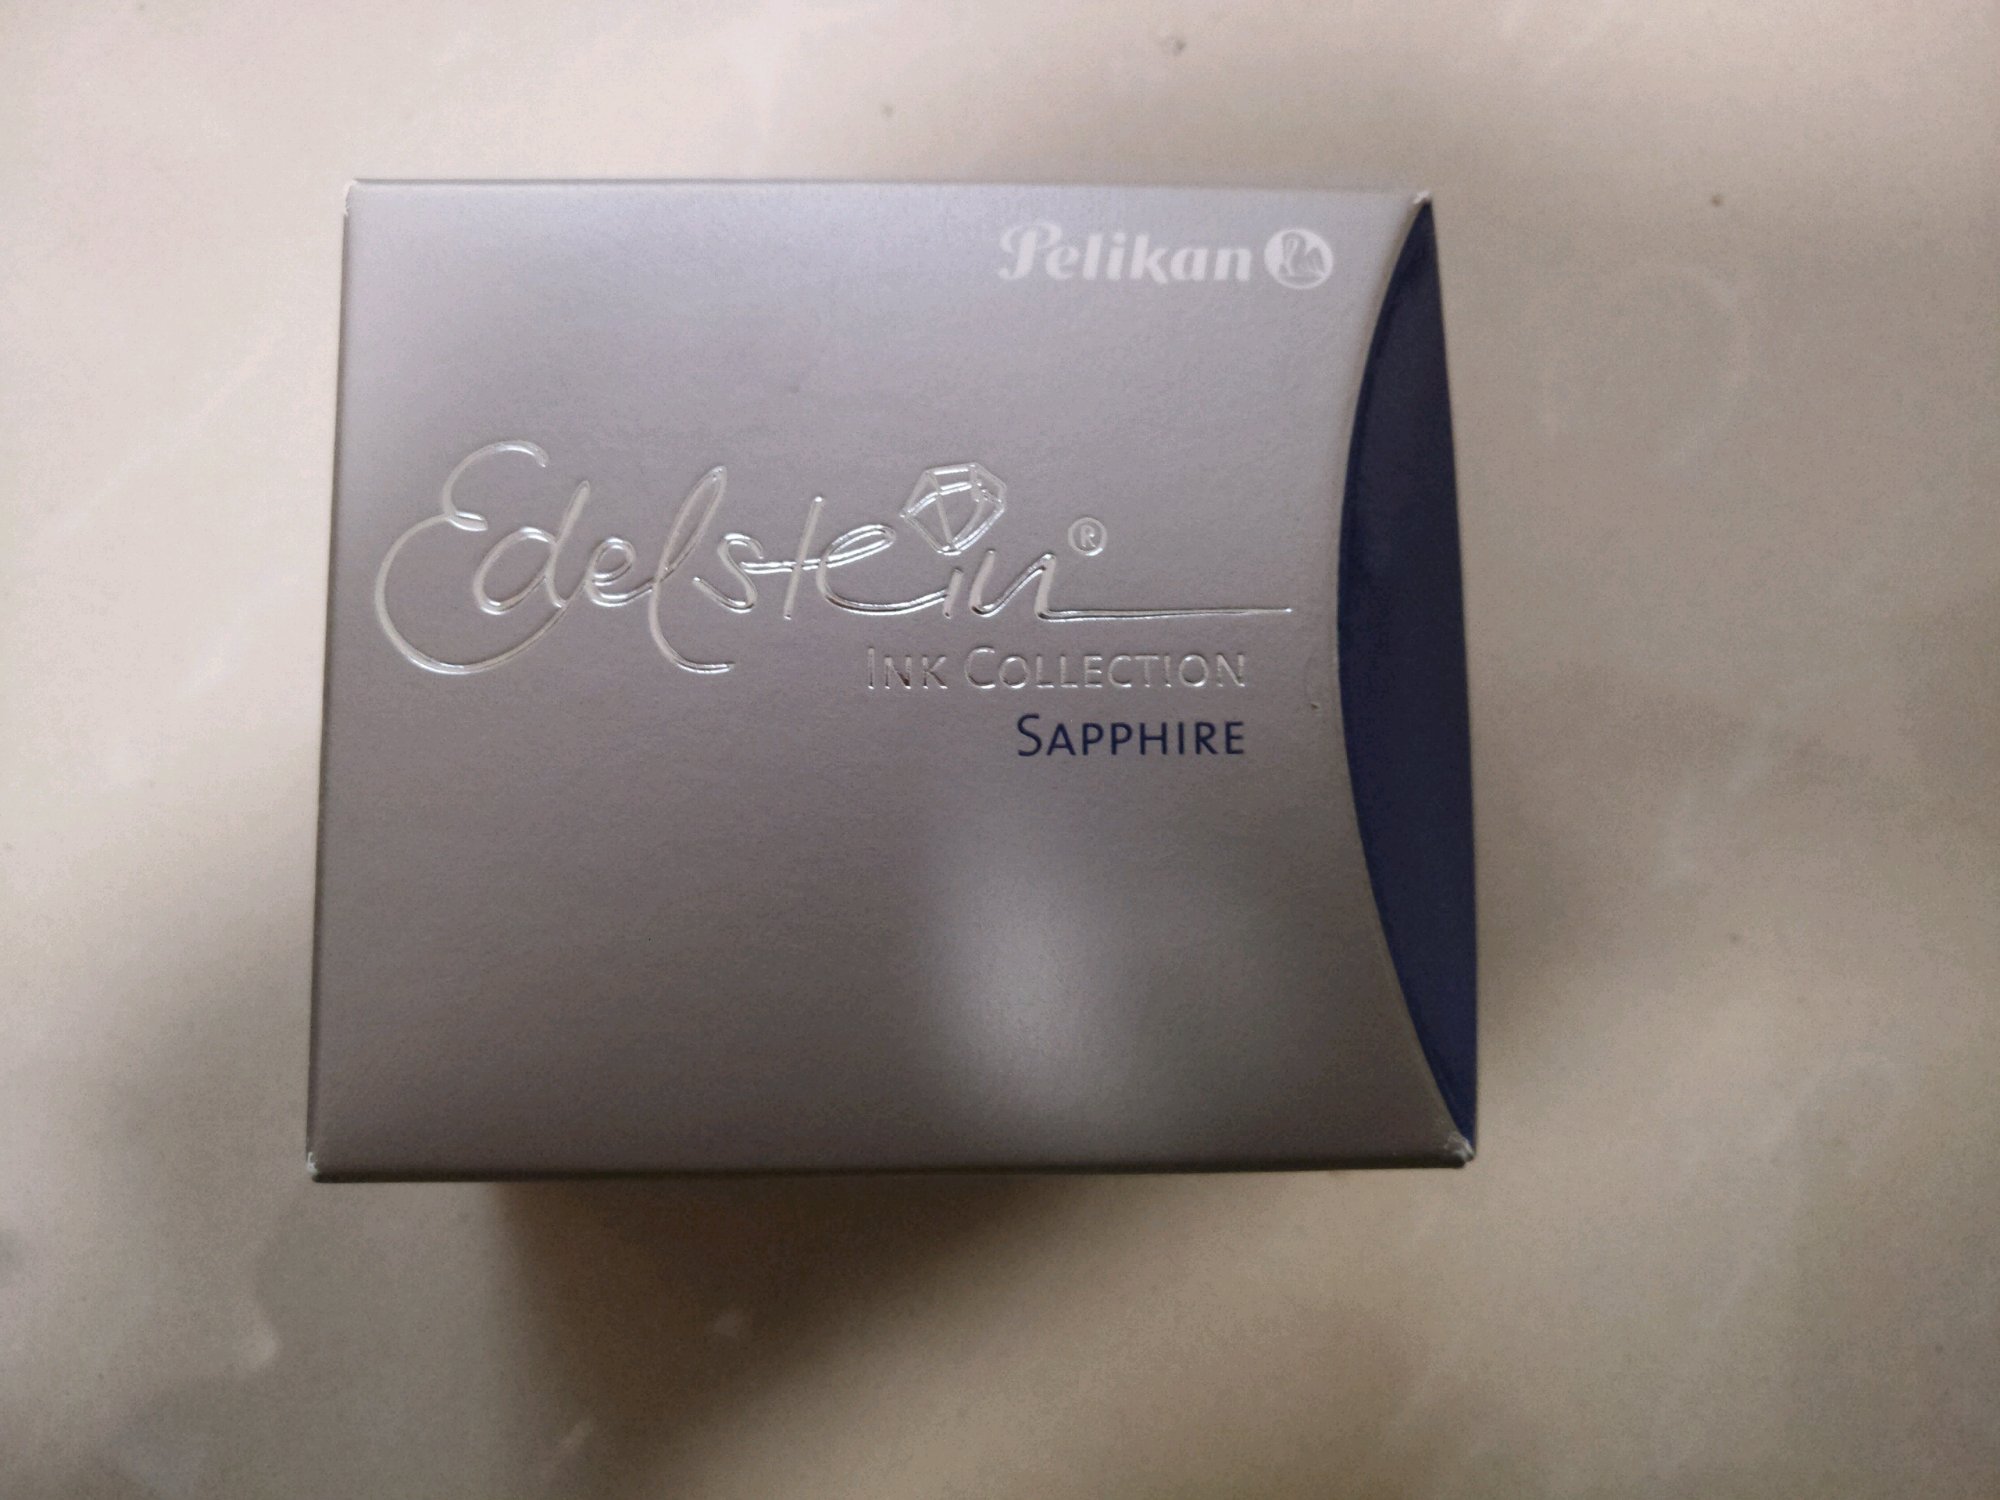 Pelikan
Edelstein®
INK COLLECTION
SAPPHIRE